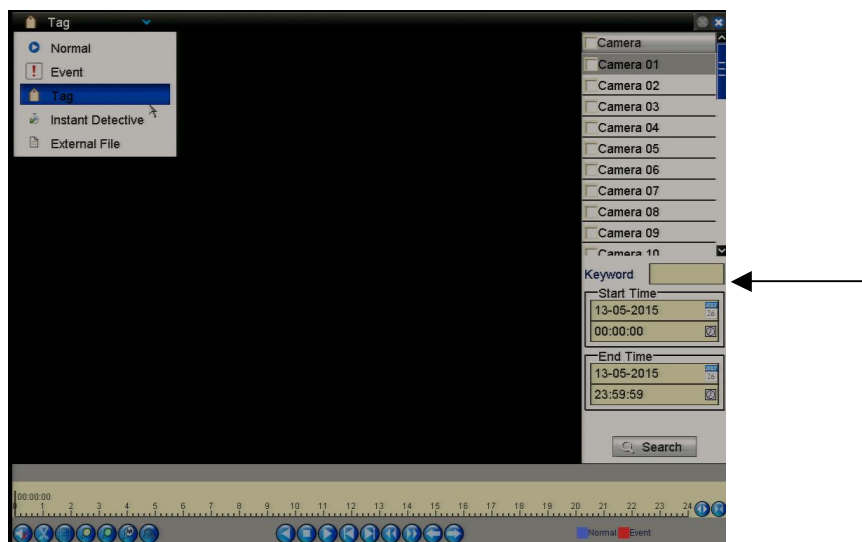 Tag
Normal
Event
Tag
Instant Detective
External File
Camera
Camera 01
Camera 02
Camera 03
Camera 04
Camera 05
Camera 06
Camera 07
Camera 08
Camera 09
Camera 10
Keyword
Start Time
13-05-2015
00:00:00
End Time
13-05-2015
23:59:59
Search
00:00:00
1 2 3 4 5 6 7 8 9 10 11 12 13 14 15 16 17 18 19 20 21 22 23 24
Normal Event